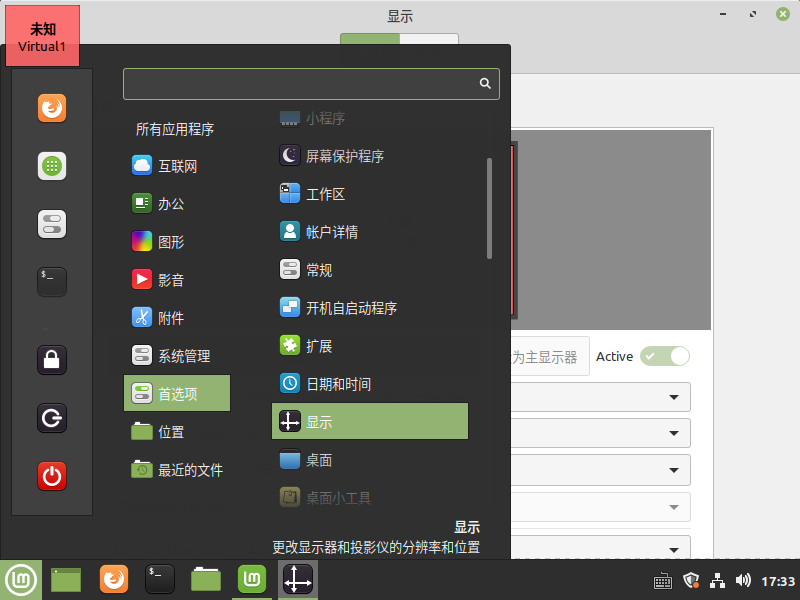 显示
未知
Virtual1
所有应用程序
互联网
办公
图形
影音
附件
系统管理
首选项
位置
最近的文件
小程序
屏幕保护程序
工作区
帐户详情
常规
开机自启动程序
扩展
日期和时间
显示
桌面
桌面小工具
显示
更改显示器和投影仪的分辨率和位置
为主显示器
Active
17:33